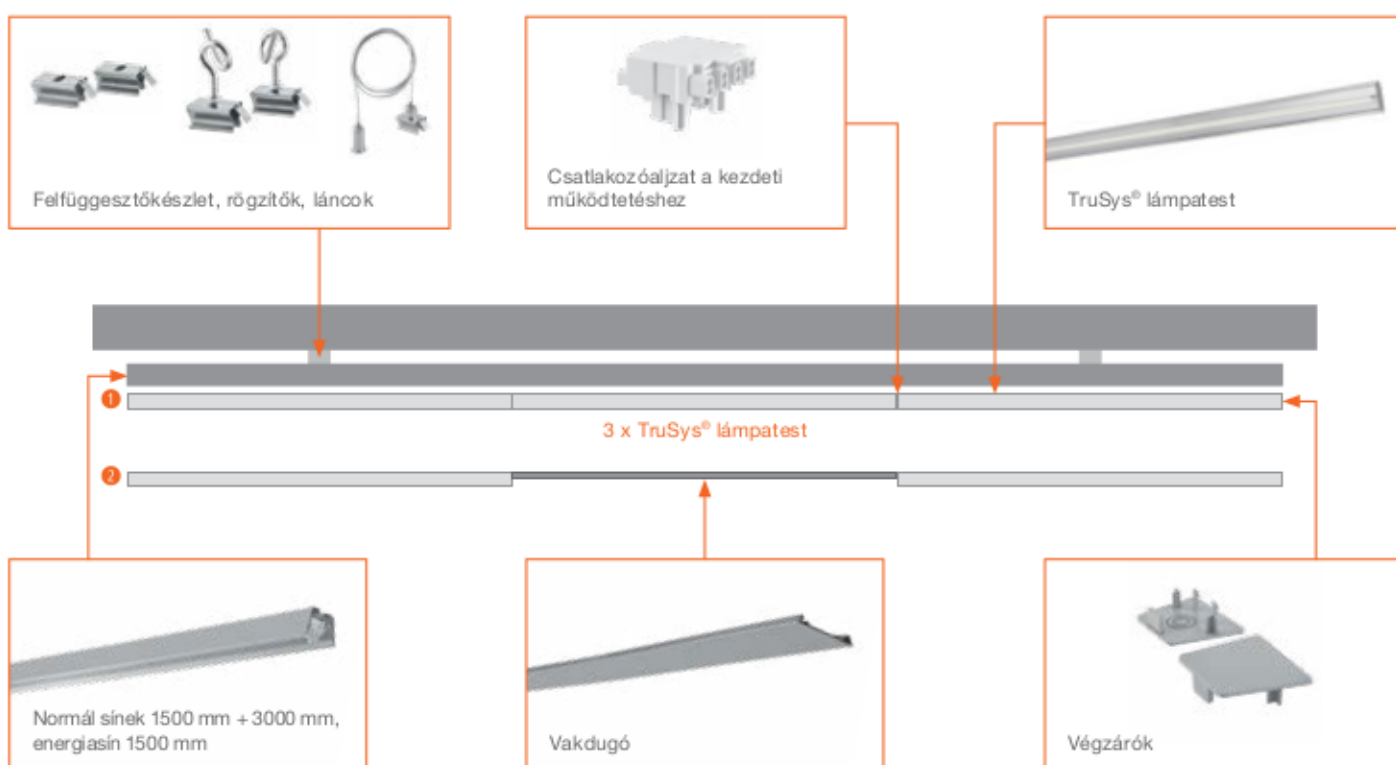 Felfüggesztőkészlet, rögzítők, láncok
Csatlakozóaljzat a kezdeti
működtetéshez
TruSys® lámpatest
1
3 x TruSys® lámpatest
2
Normál sínek 1500 mm + 3000 mm,
energiasín 1500 mm
Vakdugó
Végzárók